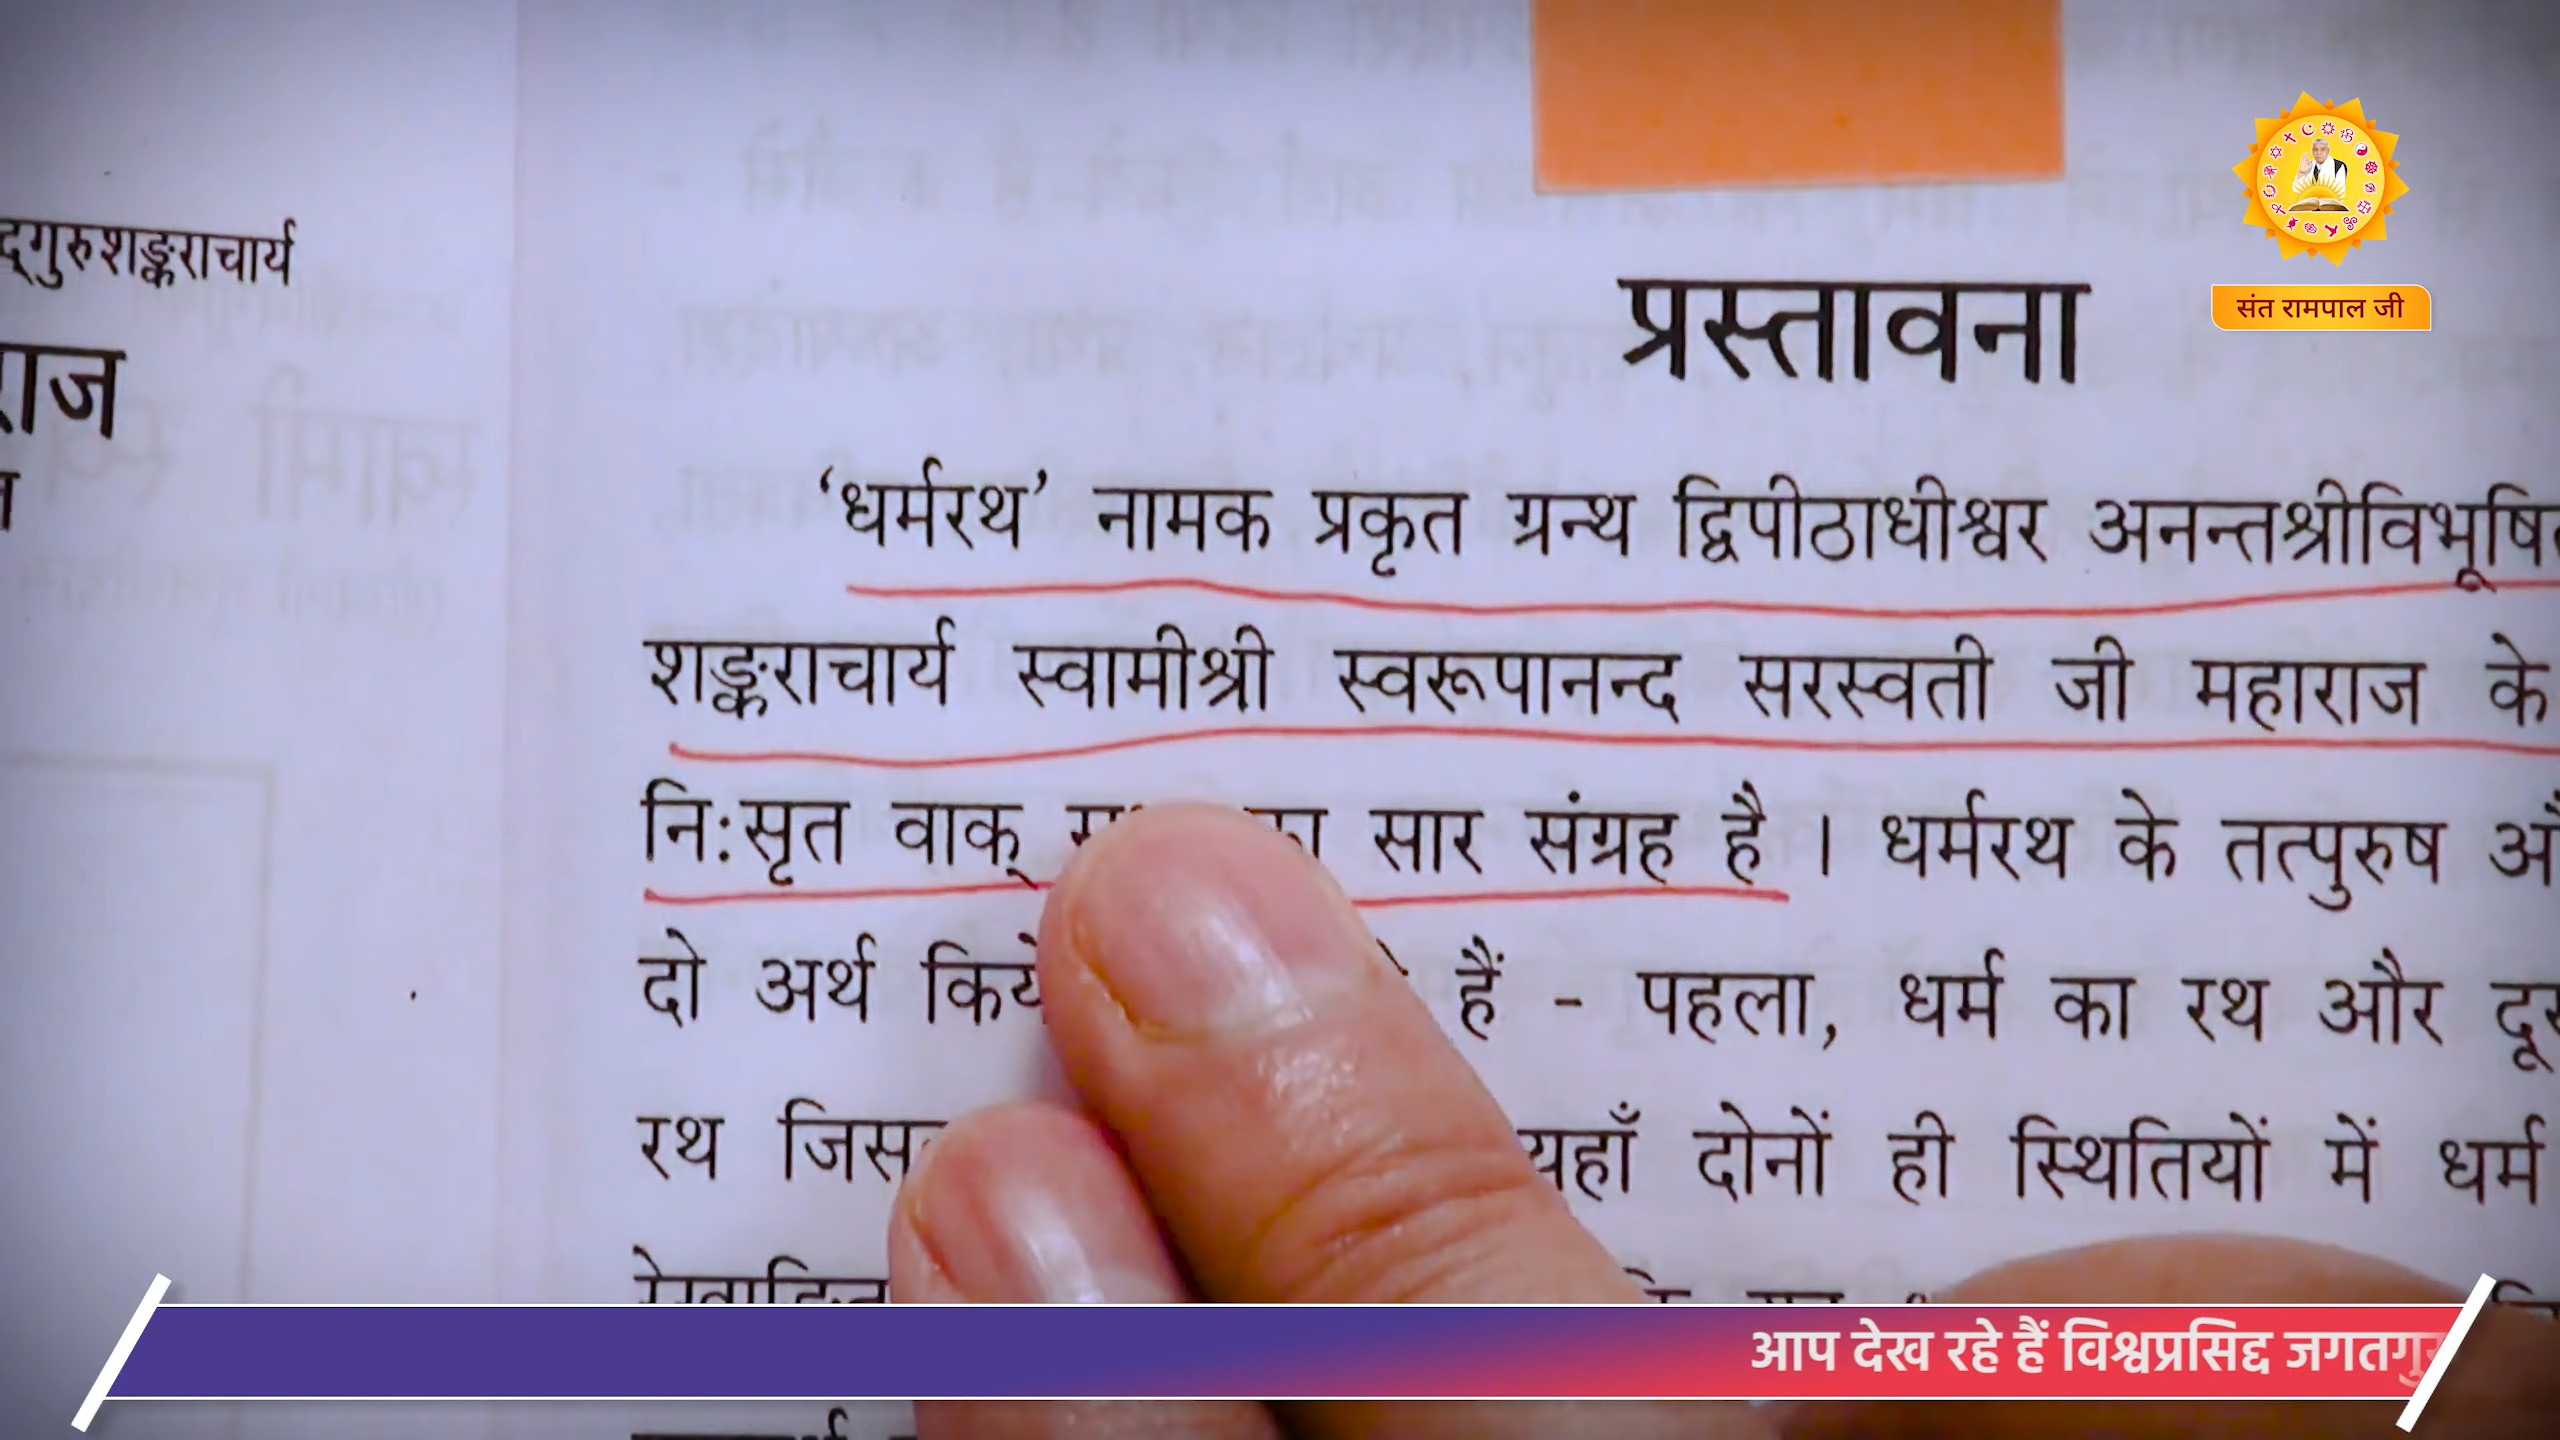 द्गुरुशङ्कराचार्य
राज
संत रामपाल जी
प्रस्तावना
‘धर्मरथ’ नामक प्रकृत ग्रन्थ द्विपीठाधीश्वर अनन्तश्रीविभूषित
शङ्कराचार्य स्वामीश्री स्वरूपानन्द सरस्वती जी महाराज के
नि:सृत वाक् का सार संग्रह है । धर्मरथ के तत्पुरुष
दो अर्थ किये हैं - पहला, धर्म का रथ और
रथ यहाँ दोनों ही स्थितियों में धर्म
आप देख रहे हैं विश्वप्रसिद्द जगतगु